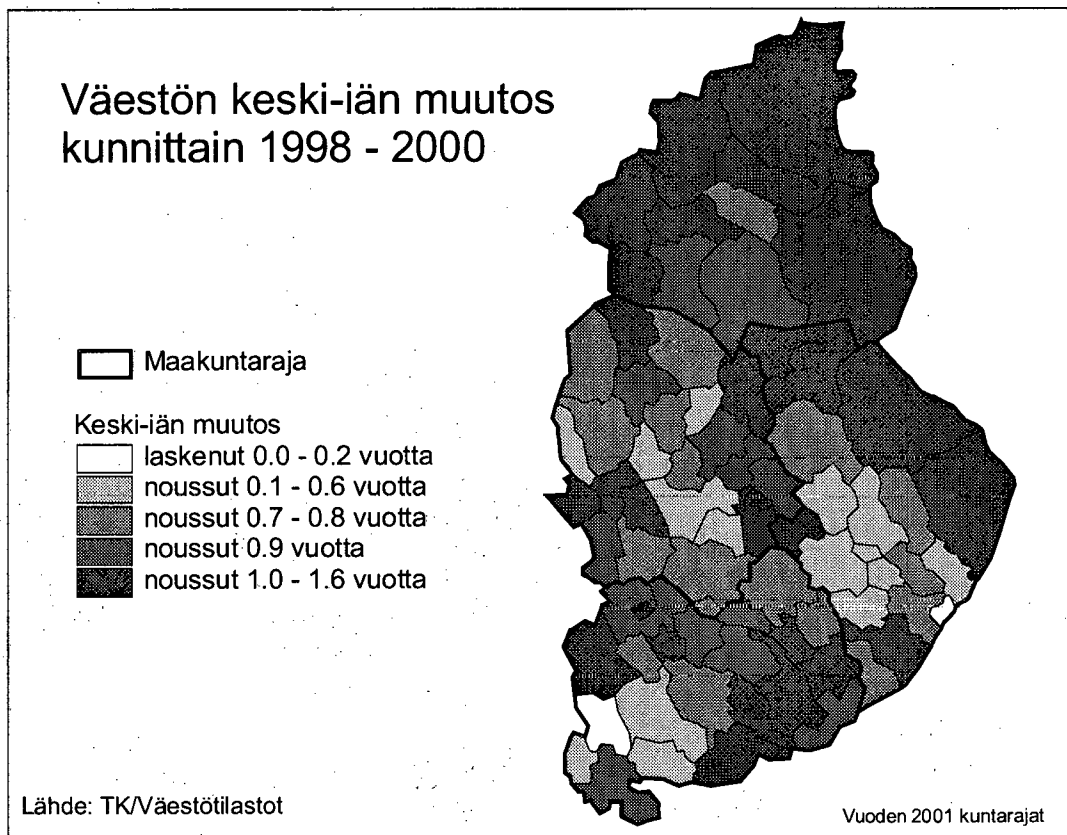 Väestön keski-iän muutos
kunnittain 1998 - 2000
Maakuntaraja
Keski-iän muutos
laskenut 0.0 - 0.2 vuotta
noussut 0.1 - 0.6 vuotta
noussut 0.7 - 0.8 vuotta
noussut 0.9 vuotta
noussut 1.0 - 1.6 vuotta
Lähde: TK/Väestötilastot
Vuoden 2001 kuntarajat